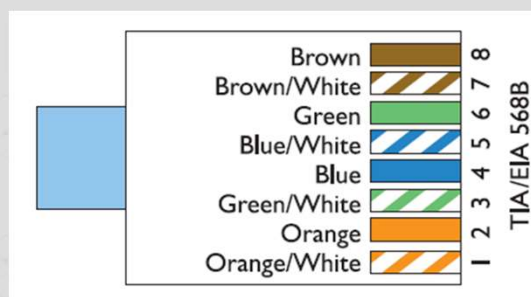 Brown 8
Brown/White 7
Green 6
Blue/White 5
Blue 4
Green/White 3
Orange 2
Orange/White 1
TIA/EIA 568B